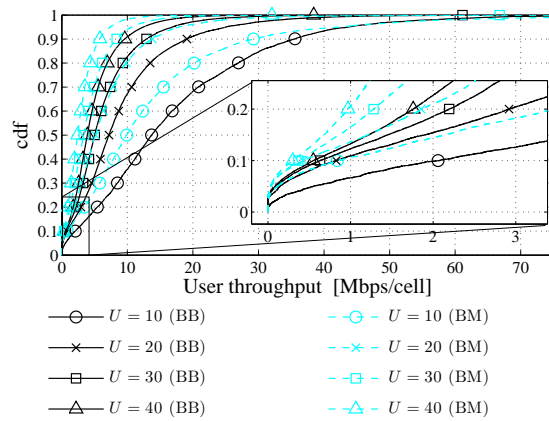 1
0.9
0.8
0.7
0.6
0.5
0.4
0.3
0.2
0.1
0
cdf
0.2
0.1
0
0 1 2 3
0 10 20 30 40 50 60 70
User throughput [Mbps/cell]
U = 10 (BB) U = 10 (BM)
U = 20 (BB) U = 20 (BM)
U = 30 (BB) U = 30 (BM)
U = 40 (BB) U = 40 (BM)